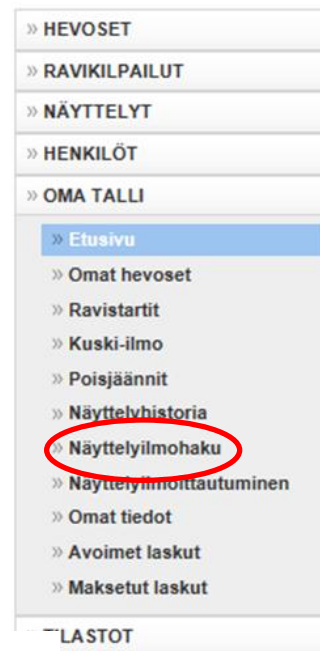 » HEVOSET
» RAVIKILPAILUT
» NÄYTTELYT
» HENKILÖT
» OMA TALLI
» Etusivu
» Omat hevoset
» Ravistartit
» Kuski-ilmo
» Poisjäännit
» Näyttelyhistoria
» Näyttelyilmohaku
» Näyttelyilmoittautuminen
» Omat tiedot
» Avoimet laskut
» Maksetut laskut
TILASTOT